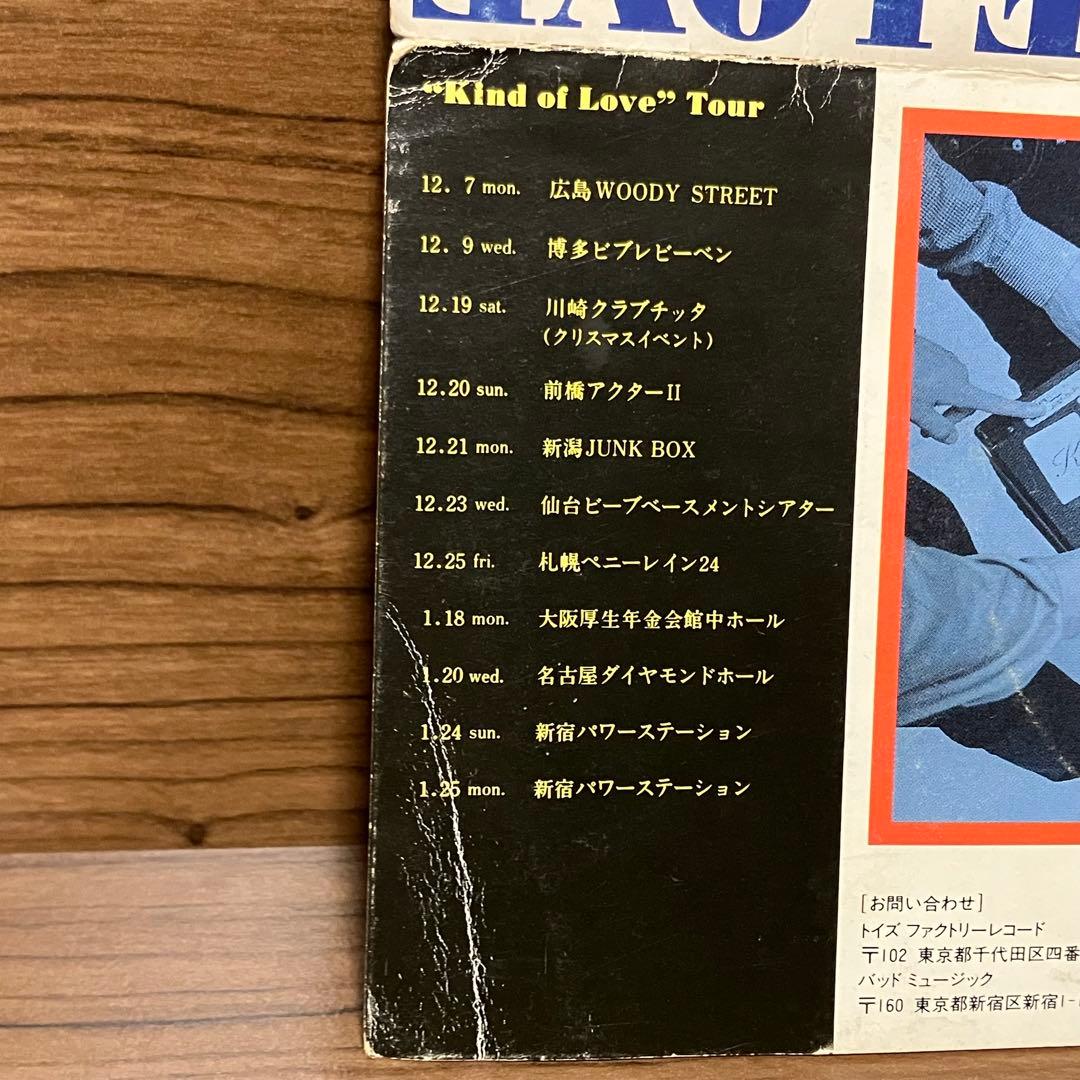 "Kind of Love" Tour
12. 7 mon. 広島WOODY STREET
12. 9 wed. 博多ビブレビーベン
12.19 sat. 川崎クラブチッタ
(クリスマスイベント)
12.20 sun. 前橋アクターII
12.21 mon. 新潟JUNK BOX
12.23 wed. 仙台ビーブベースメントシアター
12.25 fri. 札幌ペニーレイン24
1.18 mon. 大阪厚生年金会館中ホール
1.20 wed. 名古屋ダイヤモンドホール
1.24 sun. 新宿パワーステーション
1.25 mon. 新宿パワーステーション
[お問い合わせ]
トイズファクトリーレコード
〒102 東京都千代田区四番
バッドミュージック
〒160 東京都新宿区新宿1-